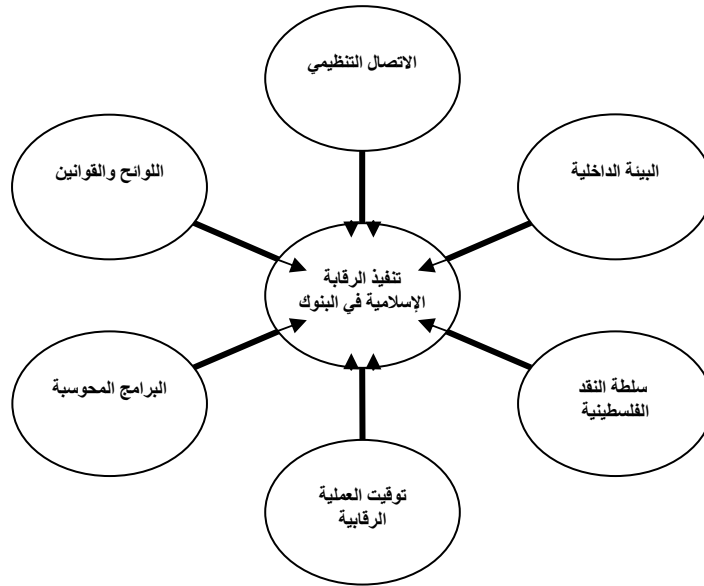 الاتصال التنظيمي
البيئة الداخلية
اللوائح والقوانين
تنفيذ الرقابة
الإسلامية في البنوك
سلطة النقد
الفلسطينية
البرامج المحوسبة
توقيت العملية
الرقابية